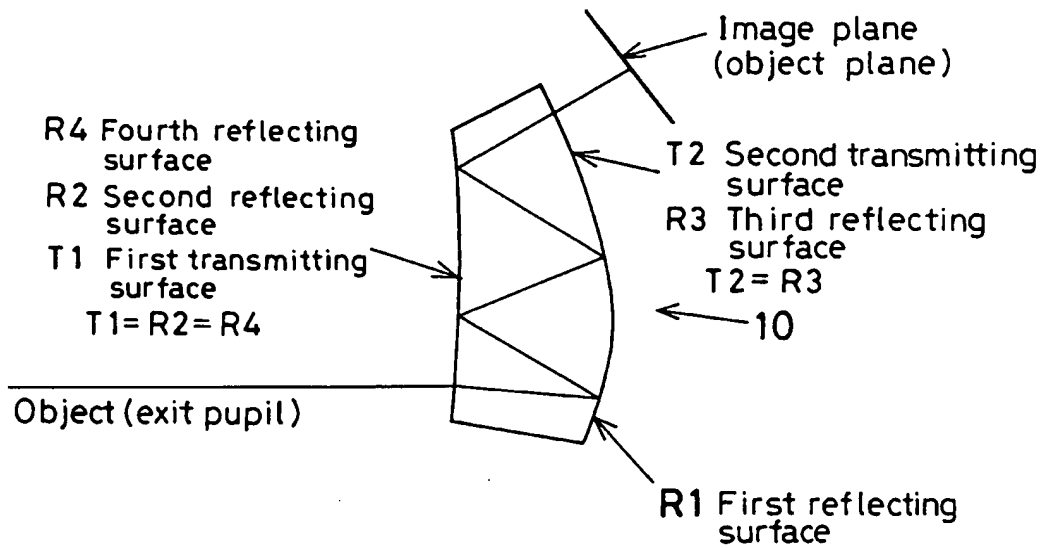 Image plane
(object plane)
R4 Fourth reflecting
surface
R2 Second reflecting
surface
T1 First transmitting
surface
T1=R2=R4
T2 Second transmitting
surface
R3 Third reflecting
surface
T2=R3
10
Object (exit pupil)
R1 First reflecting
surface